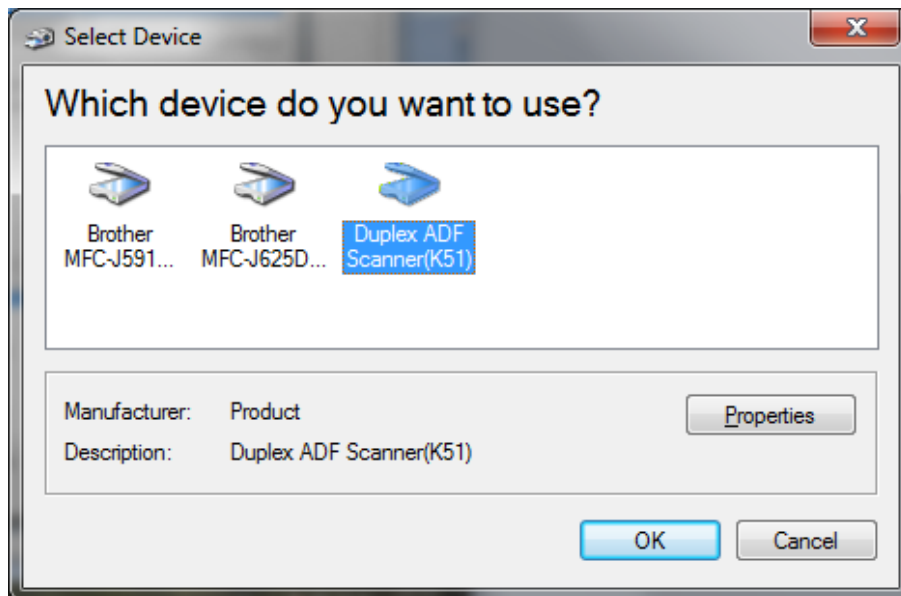 Select Device
Which device do you want to use?
Brother
MFC-J591...
Brother
MFC-J625D...
Duplex ADF
Scanner(K51)
Manufacturer: Product
Properties
Description: Duplex ADF Scanner(K51)
OK
Cancel